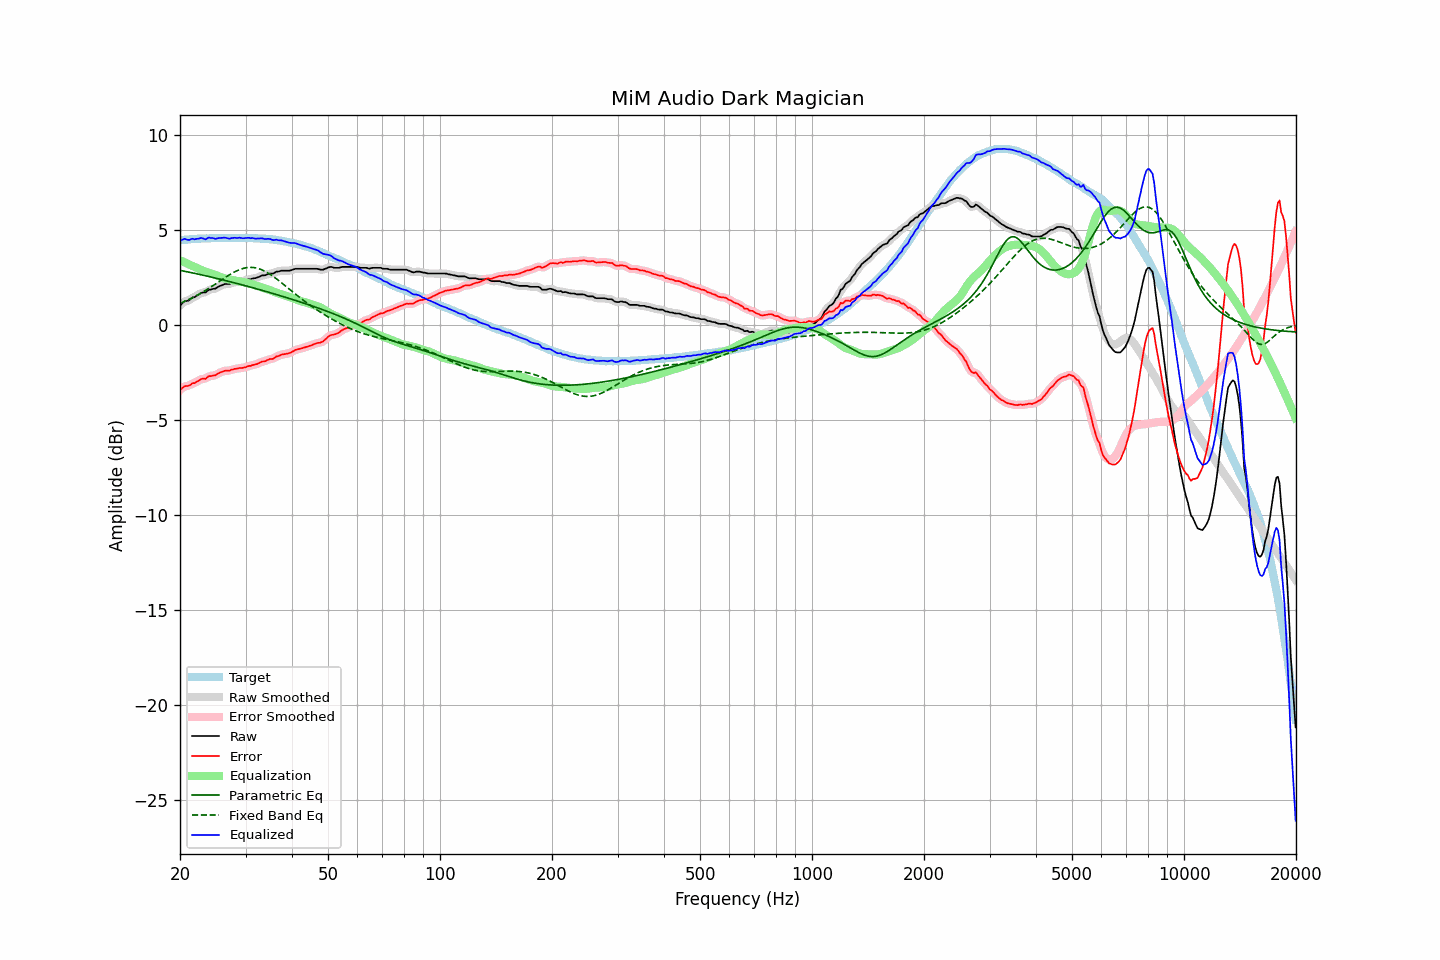 MiM Audio Dark Magician
10
5
0
−5
−10
−15
−20
−25
Amplitude (dBr)
Target
Raw Smoothed
Error Smoothed
Raw
Error
Equalization
Parametric Eq
Fixed Band Eq
Equalized
20 50 100 200 500 1000 2000 5000 10000 20000
Frequency (Hz)